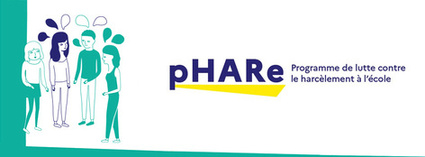 pHARe
Programme de lutte contre
le harcèlement à l'école